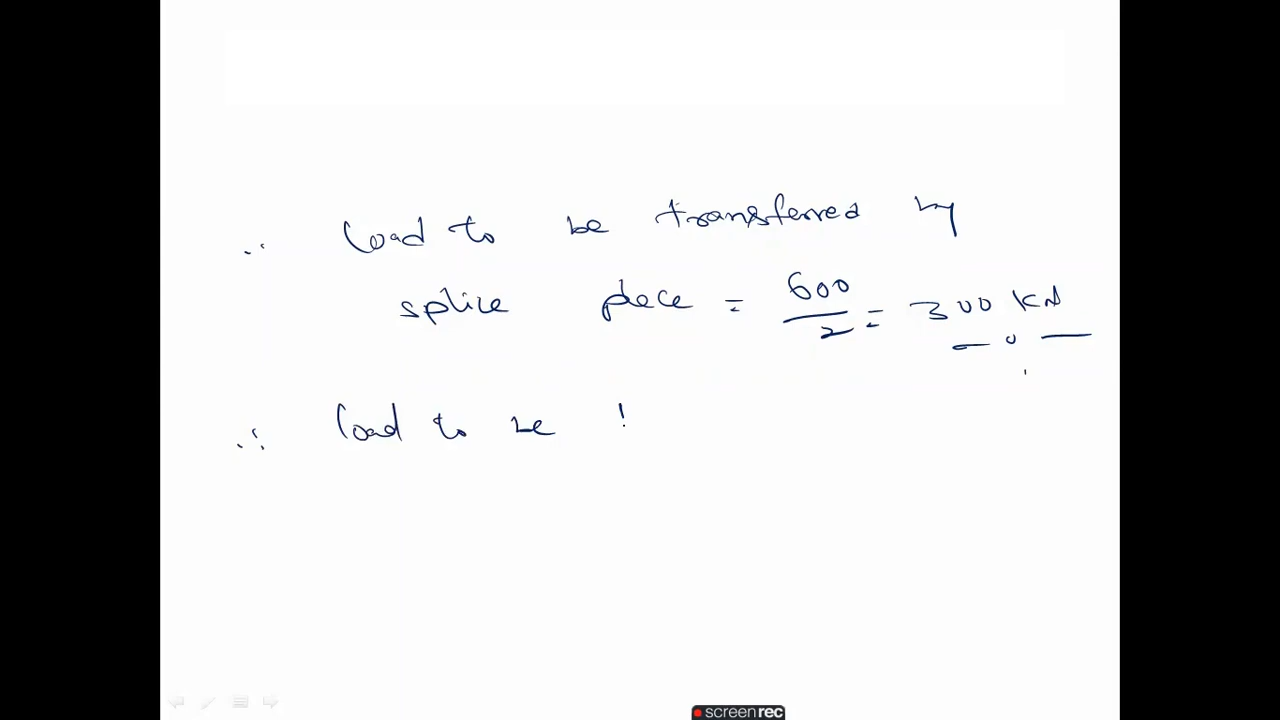 ∴ load to be transferred by
splice piece = 600/2 = 300 KN
∴ load to be
screenrec